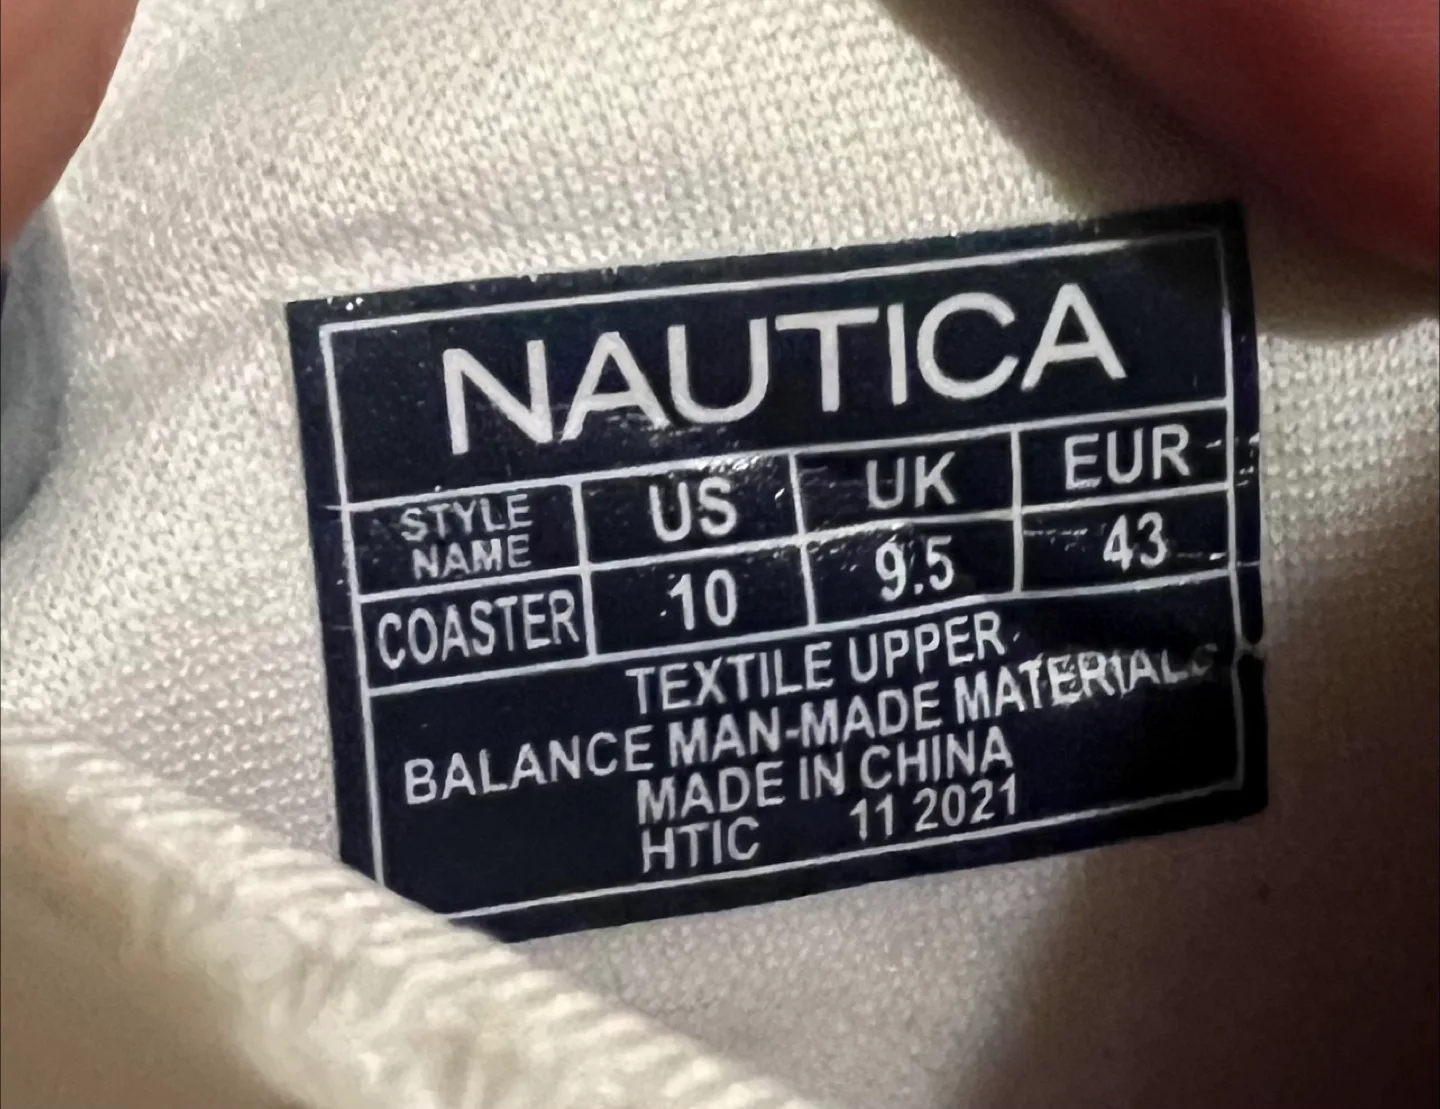 NAUTICA
STYLE NAME US UK EUR
COASTER 10 9.5 43
TEXTILE UPPER
BALANCE MAN-MADE MATERIALS
MADE IN CHINA
HTIC 11 2021